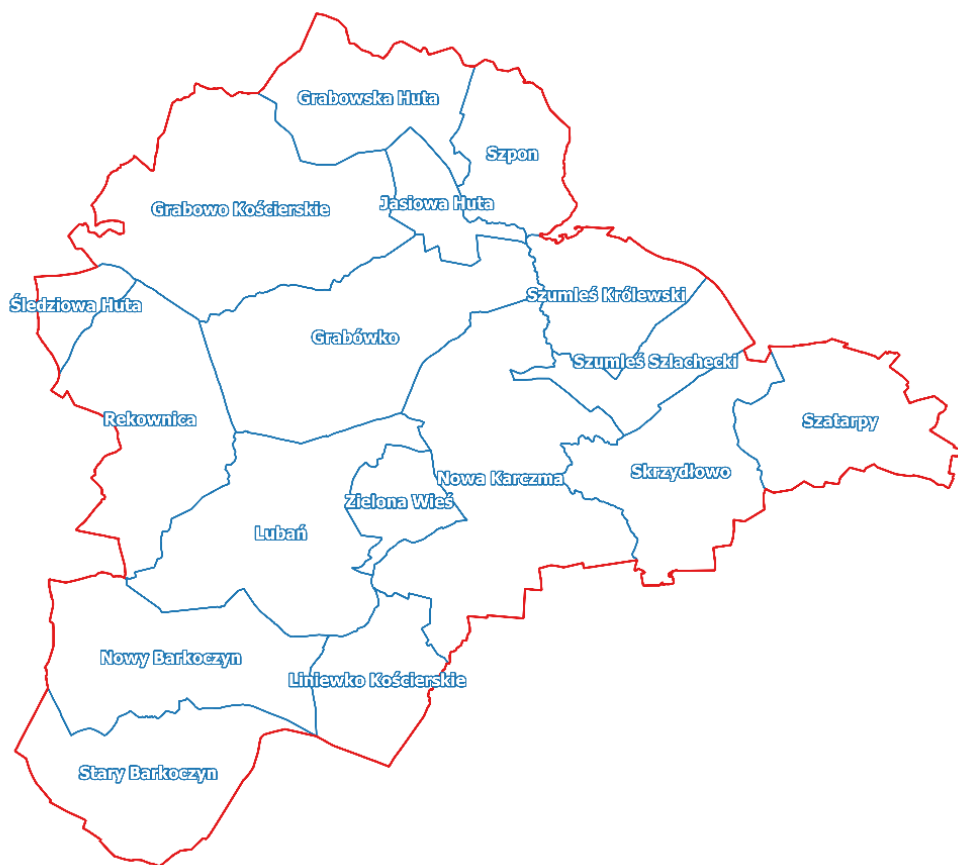 Grabowska Huta
Szpon
Jasiowa Huta
Grabowo Kościerskie
Szumleś Królewski
Śledziowa Huta
Grabówko
Szumleś Szlachecki
Rekownica
Szatarpy
Skrzydłowo
Nowa Karczma
Zielona Wieś
Lubań
Nowy Barkoczyn
Liniewko Kościerskie
Stary Barkoczyn